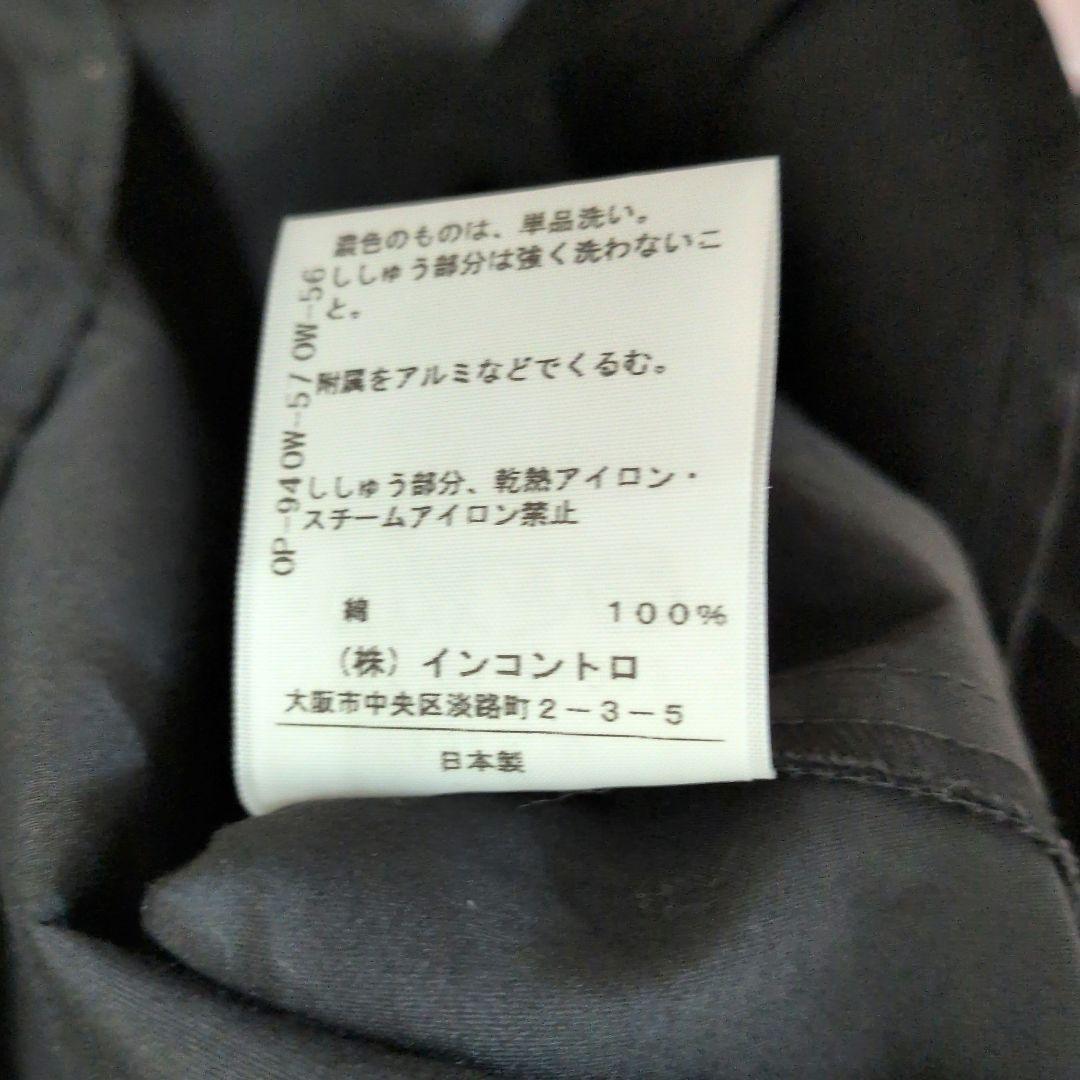 濃色のものは、単品洗い。
ししゅう部分は強く洗わないこ
と。
附属をアルミなどでくるむ。
ししゅう部分、乾熱アイロン・
スチームアイロン禁止
綿 100%
(株)インコントロ
大阪市中央区淡路町2-3-5
日本製
OP-94 OW-57 OW-56